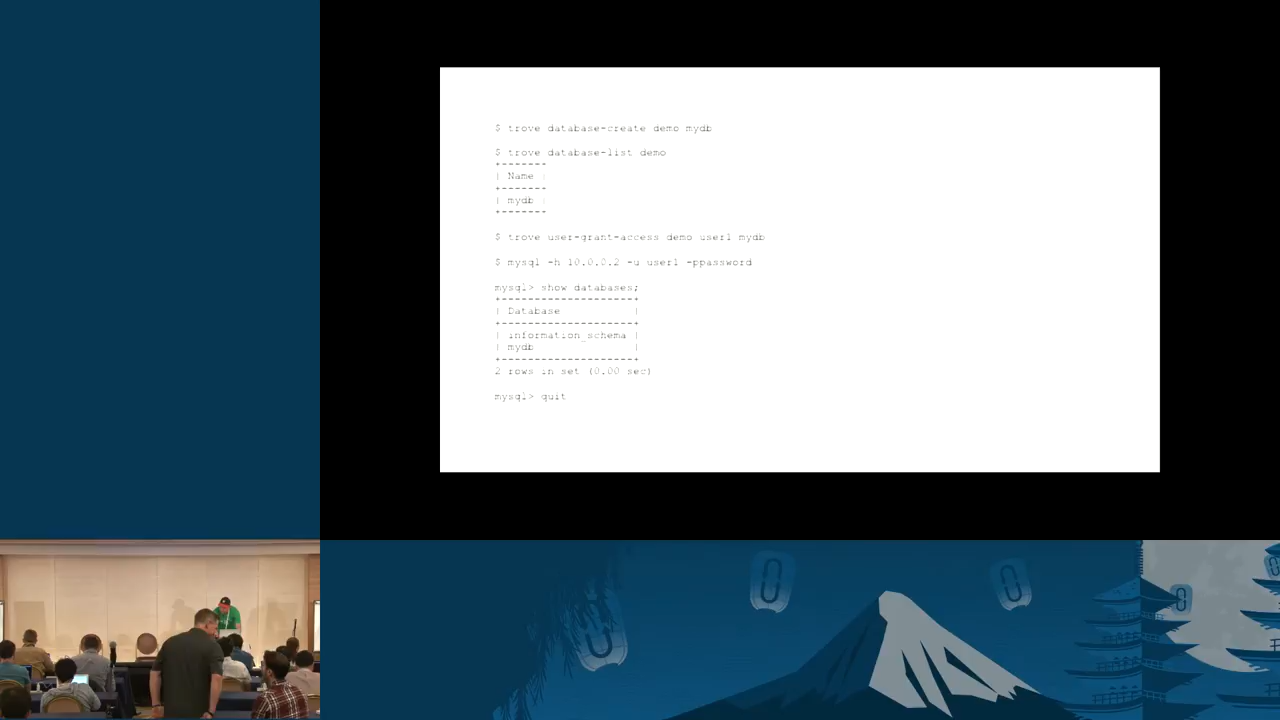 $ trove database-create demo mydb
$ trove database-list demo
+-------
| Name |
+-------
| mydb |
+-------
$ trove user-grant-access demo user1 mydb
$ mysql -h 10.0.0.2 -u user1 -ppassword
mysql> show databases;
+--------------------+
| Database           |
+--------------------+
| information_schema |
| mydb               |
+--------------------+
2 rows in set (0.00 sec)
mysql> quit